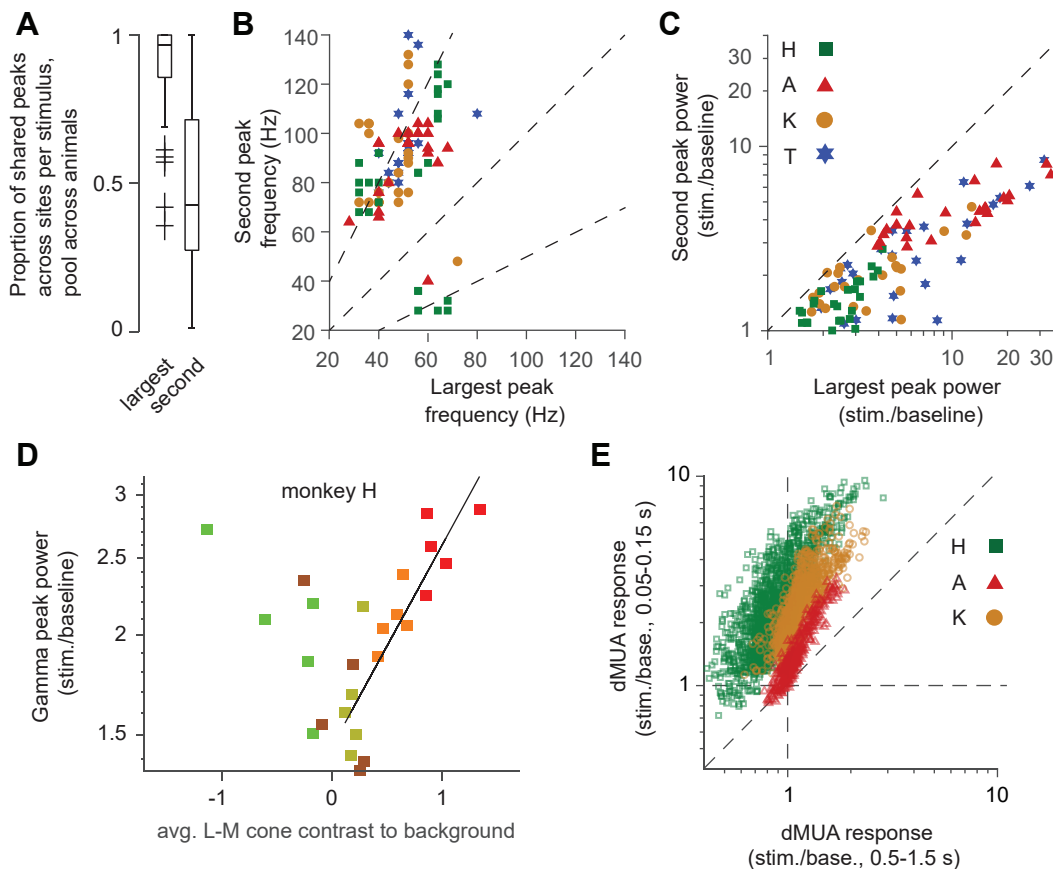 A
Proprtion of shared peaks
across sites per stimulus,
pool across animals
1
0.5
0
largest
second
B
Second peak
frequency (Hz)
140
120
100
80
60
40
20
20
40
60
80
100
120
140
Largest peak
frequency (Hz)
C
Second peak power
(stim./baseline)
40
30
20
10
1
H
A
K
T
1
10
20
30
Largest peak power
(stim./baseline)
D
monkey H
Gamma peak power
(stim./baseline)
3
2.5
2
1.5
-1
0
1
avg. L-M cone contrast to background
E
dMUA response
(stim./base., 0.05-0.15 s)
10
1
H
A
K
1
10
dMUA response
(stim./base., 0.5-1.5 s)